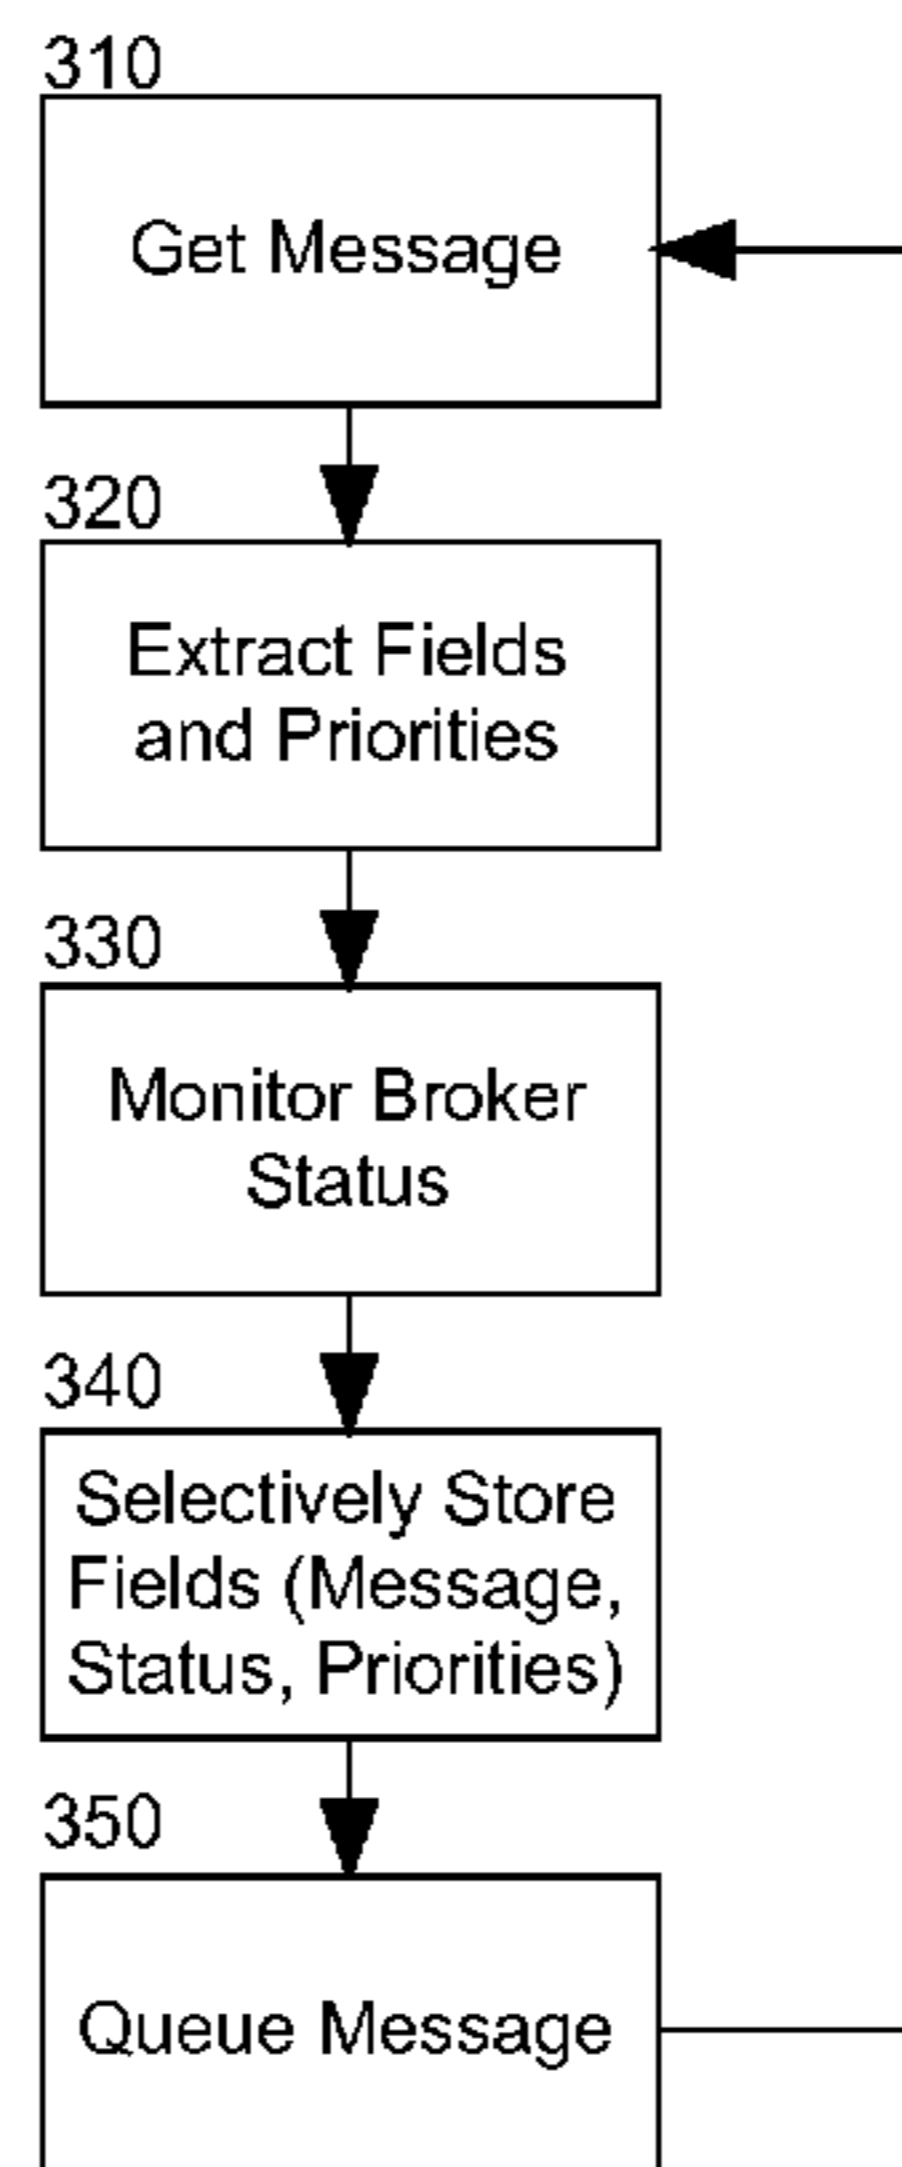 310
Get Message
320
Extract Fields
and Priorities
330
Monitor Broker
Status
340
Selectively Store
Fields (Message,
Status, Priorities)
350
Queue Message